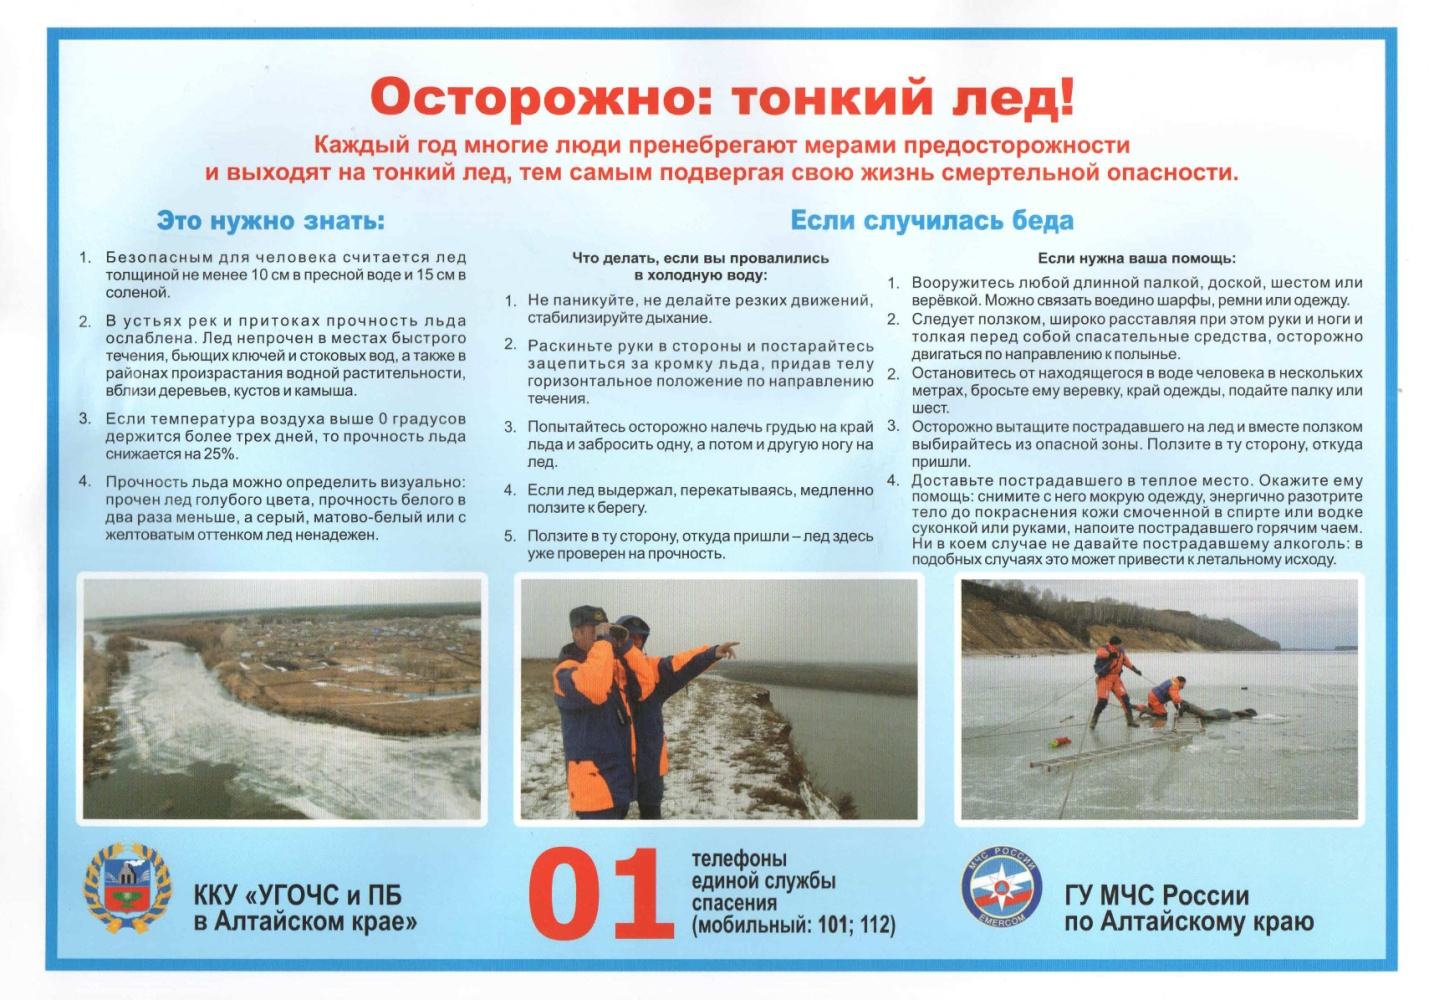 Осторожно: тонкий лед!
Каждый год многие люди пренебрегают мерами предосторожности
и выходят на тонкий лед, тем самым подвергая свою жизнь смертельной опасности.
Это нужно знать:
1. Безопасным для человека считается лед
толщиной не менее 10 см в пресной воде и 15 см в
соленой.
2. В устьях рек и притоках прочность льда
ослаблена. Лед непрочен в местах быстрого
течения, бьющих ключей и стоковых вод, а также в
районах произрастания водной растительности,
вблизи деревьев, кустов и камыша.
3. Если температура воздуха выше 0 градусов
держится более трех дней, то прочность льда
снижается на 25%.
4. Прочность льда можно определить визуально:
прочен лед голубого цвета, прочность белого в
два раза меньше, а серый, матово-белый или с
желтоватым оттенком лед ненадежен.
Если случилась беда
Что делать, если вы провалились
в холодную воду:
1. Не паникуйте, не делайте резких движений,
стабилизируйте дыхание.
2. Раскиньте руки в стороны и постарайтесь
зацепиться за кромку льда, придав телу
горизонтальное положение по направлению
течения.
3. Попытайтесь осторожно налечь грудью на край
льда и забросить одну, а потом и другую ногу на
лед.
4. Если лед выдержал, перекатываясь, медленно
ползите к берегу.
5. Ползите в ту сторону, откуда пришли – лед здесь
уже проверен на прочность.
Если нужна ваша помощь:
1. Вооружитесь любой длинной палкой, доской, шестом или
верёвкой. Можно связать воедино шарфы, ремни или одежду.
2. Следует ползком, широко расставляя при этом руки и ноги и
толкая перед собой спасательные средства, осторожно
двигаться по направлению к полынье.
2. Остановитесь от находящегося в воде человека в нескольких
метрах, бросьте ему веревку, край одежды, подайте палку или
шест.
3. Осторожно вытащите пострадавшего на лед и вместе ползком
выбирайтесь из опасной зоны. Ползите в ту сторону, откуда
пришли.
4. Доставьте пострадавшего в теплое место. Окажите ему
помощь: снимите с него мокрую одежду, энергично разотрите
тело до покраснения кожи смоченной в спирте или водке
суконкой или руками, напоите пострадавшего горячим чаем.
Ни в коем случае не давайте пострадавшему алкоголь: в
подобных случаях это может привести к летальному исходу.
ККУ «УГОЧС и ПБ
в Алтайском крае»
01
телефоны
единой службы
спасения
(мобильный: 101; 112)
МЧС РОССИИ
EMERCOM
ГУ МЧС России
по Алтайскому краю